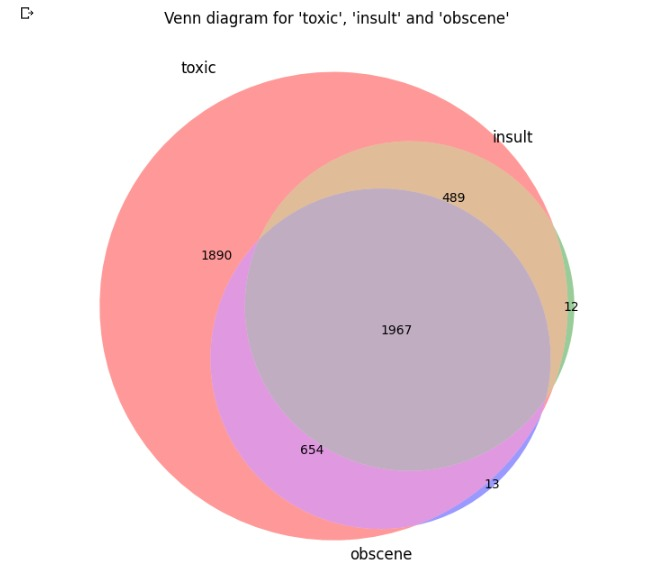 Venn diagram for 'toxic', 'insult' and 'obscene'
toxic
insult
489
1890
12
1967
654
13
obscene